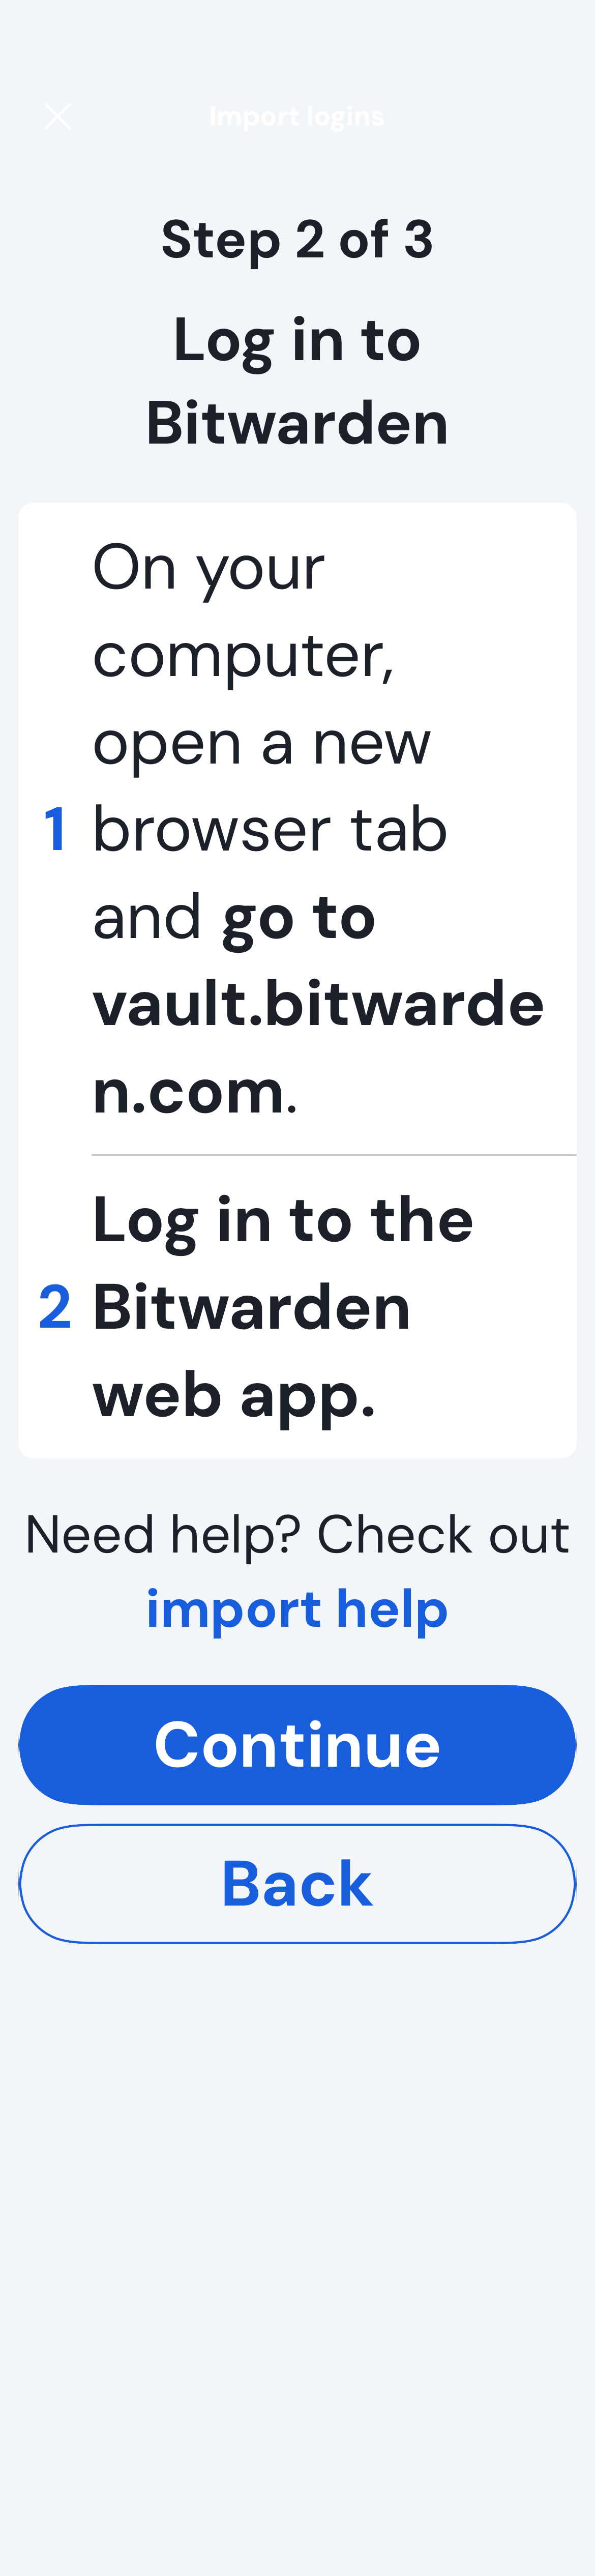 Import logins
Step 2 of 3
Log in to
Bitwarden
On your
computer,
open a new
1 browser tab
and go to
vault.bitwarde
n.com.
Log in to the
2 Bitwarden
web app.
Need help? Check out
import help
Continue
Back